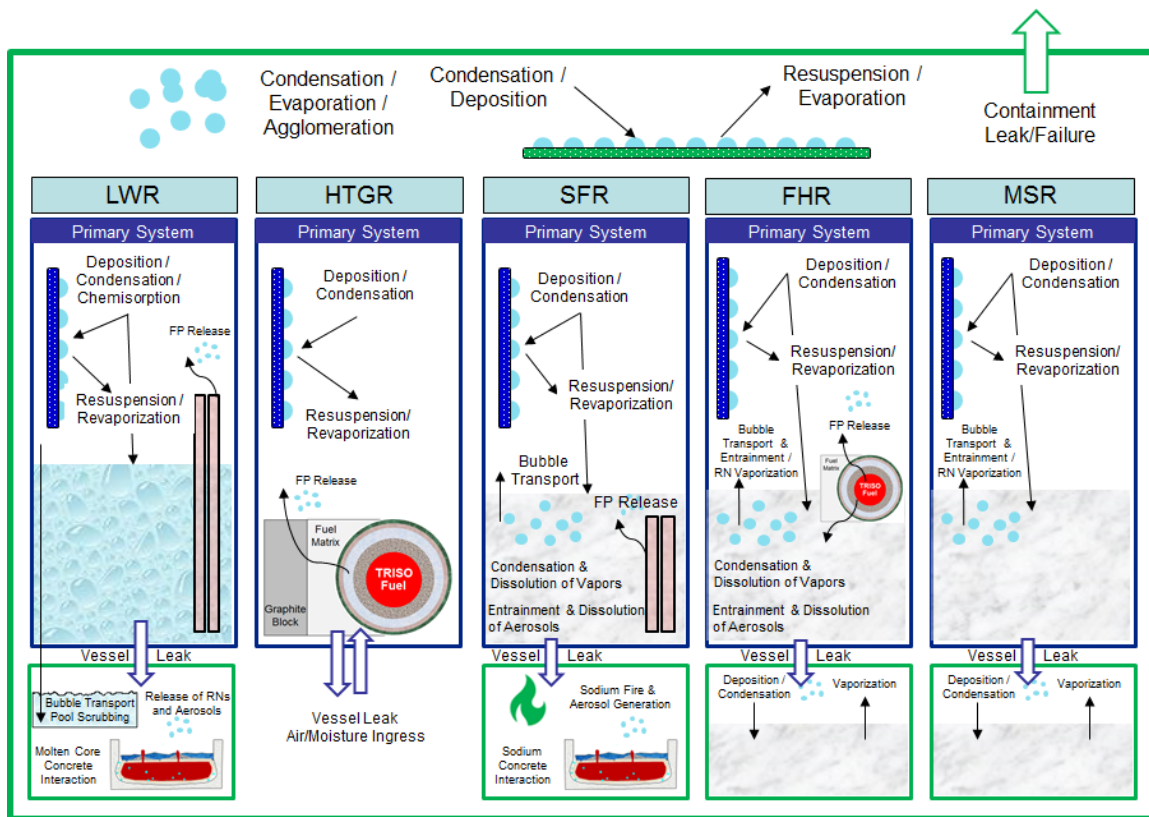 Condensation /
Evaporation /
Agglomeration
Condensation /
Deposition
Resuspension /
Evaporation
Containment
Leak/Failure
LWR
Primary System
Deposition /
Condensation /
Chemisorption
FP Release
Resuspension /
Revaporization
Vessel Leak
Bubble Transport
Pool Scrubbing
Release of RNs
and Aerosols
Molten Core
Concrete
Interaction
HTGR
Primary System
Deposition /
Condensation
Resuspension/
Revaporization
FP Release
Fuel
Matrix
TRISO
Fuel
Graphite
Block
Vessel Leak
Air/Moisture Ingress
SFR
Primary System
Deposition /
Condensation
Resuspension/
Revaporization
Bubble
Transport
FP Release
Condensation &
Dissolution of Vapors
Entrainment & Dissolution
of Aerosols
Vessel Leak
Sodium Fire &
Aerosol Generation
Sodium
Concrete
Interaction
FHR
Primary System
Deposition/
Condensation
Resuspension/
Revaporization
Bubble
Transport &
Entrainment /
RN Vaporization
FP Release
Fuel
Matrix
TRISO
Fuel
Condensation &
Dissolution of Vapors
Entrainment & Dissolution
of Aerosols
Vessel Leak
Deposition /
Condensation
Vaporization
MSR
Primary System
Deposition/
Condensation
Resuspension/
Revaporization
Bubble
Transport &
Entrainment /
RN Vaporization
Vessel Leak
Deposition /
Condensation
Vaporization